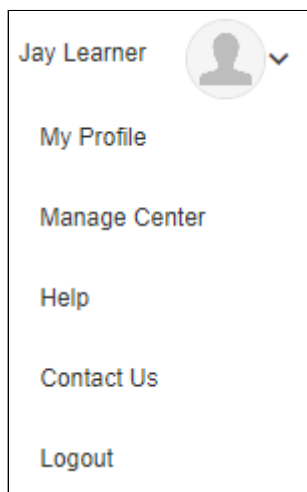 Jay Learner
My Profile
Manage Center
Help
Contact Us
Logout